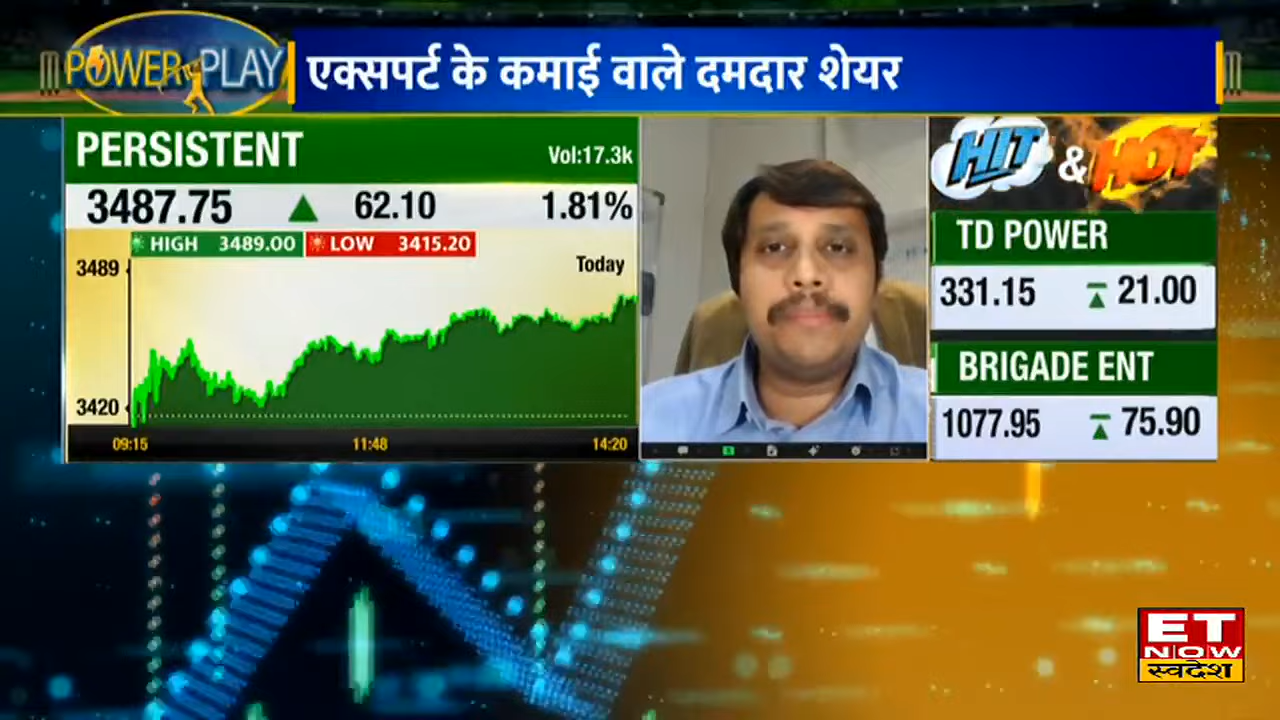 POWER PLAY
एक्सपर्ट के कमाई वाले दमदार शेयर
PERSISTENT
Vol:17.3k
3487.75 ▲ 62.10 1.81%
HIGH 3489.00 LOW 3415.20
3489
Today
3420
09:15 11:48 14:20
HIT & HOT
TD POWER
331.15 21.00
BRIGADE ENT
1077.95 75.90
ET
NOW
स्वदेश